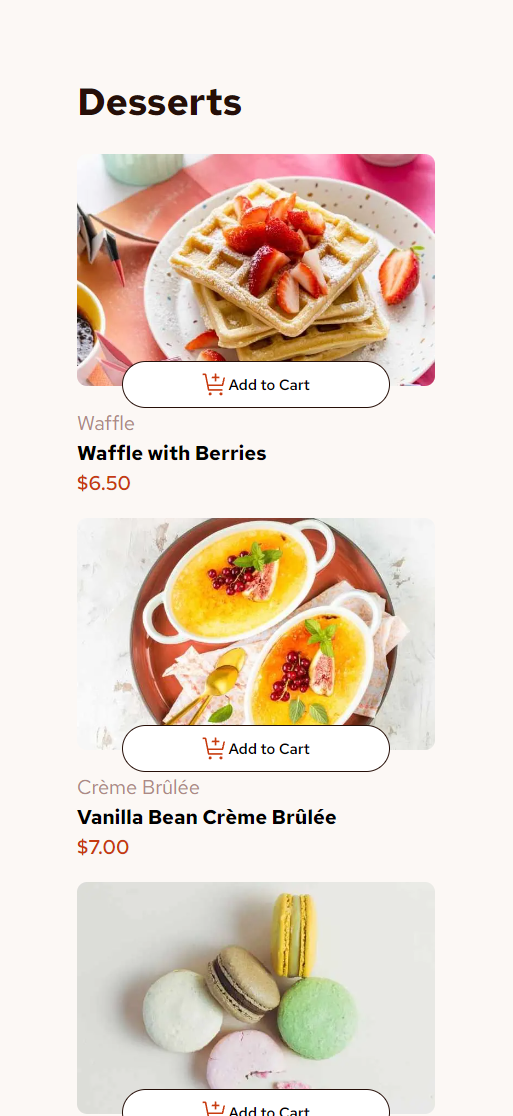 Desserts
Add to Cart
Waffle
Waffle with Berries
$6.50
Add to Cart
Crème Brûlée
Vanilla Bean Crème Brûlée
$7.00
Add to Cart